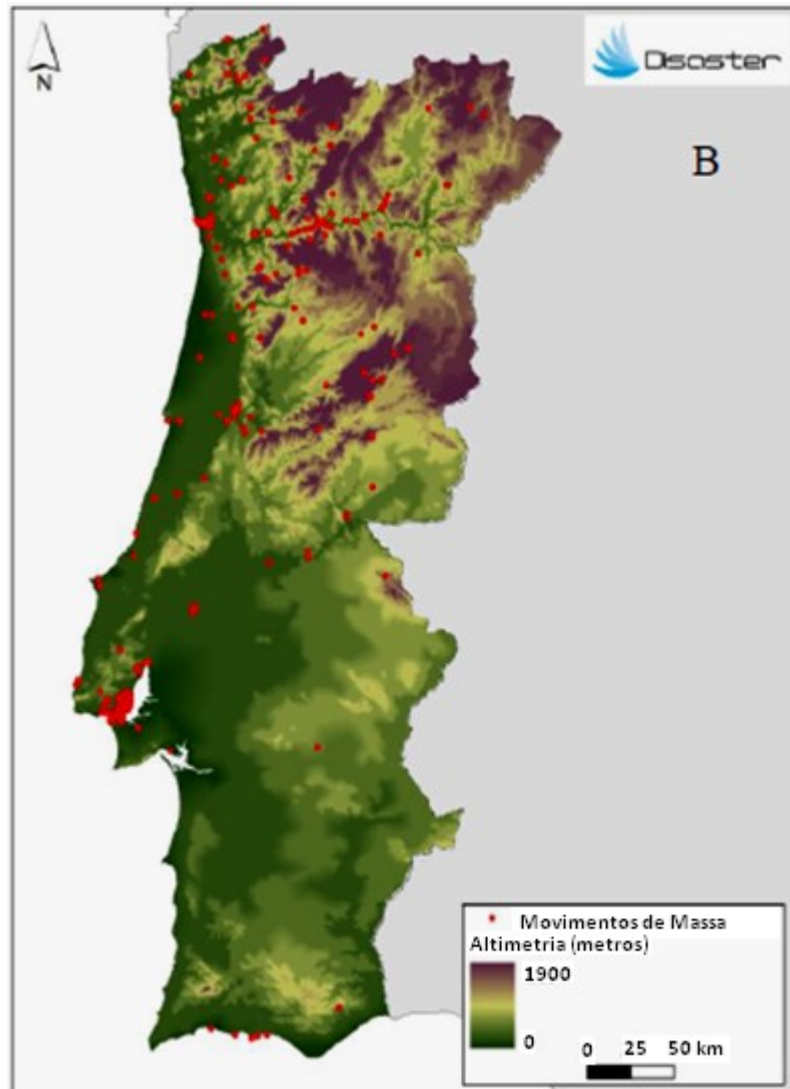 Disaster
N
B
Movimentos de Massa
Altimetria (metros)
1900
0
0 25 50 km